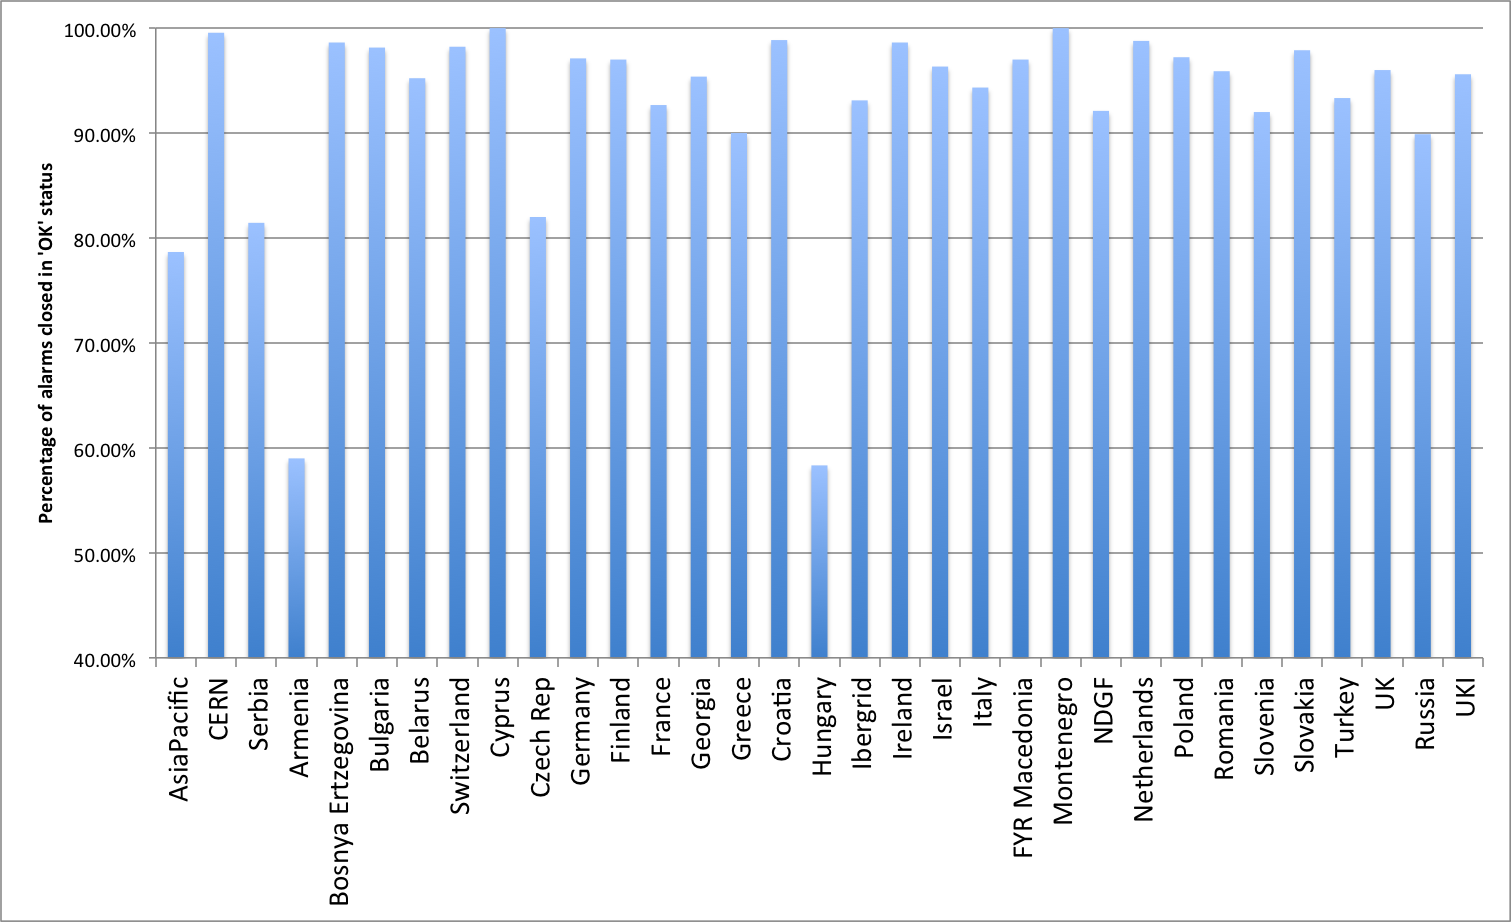 Percentage of alarms closed in 'OK' status
100.00%
90.00%
80.00%
70.00%
60.00%
50.00%
40.00%
AsiaPacific
CERN
Serbia
Armenia
Bosnya Ertzegovina
Bulgaria
Belarus
Switzerland
Cyprus
Czech Rep
Germany
Finland
France
Georgia
Greece
Croatia
Hungary
Ibergrid
Ireland
Israel
Italy
FYR Macedonia
Montenegro
NDGF
Netherlands
Poland
Romania
Slovenia
Slovakia
Turkey
UK
Russia
UKI